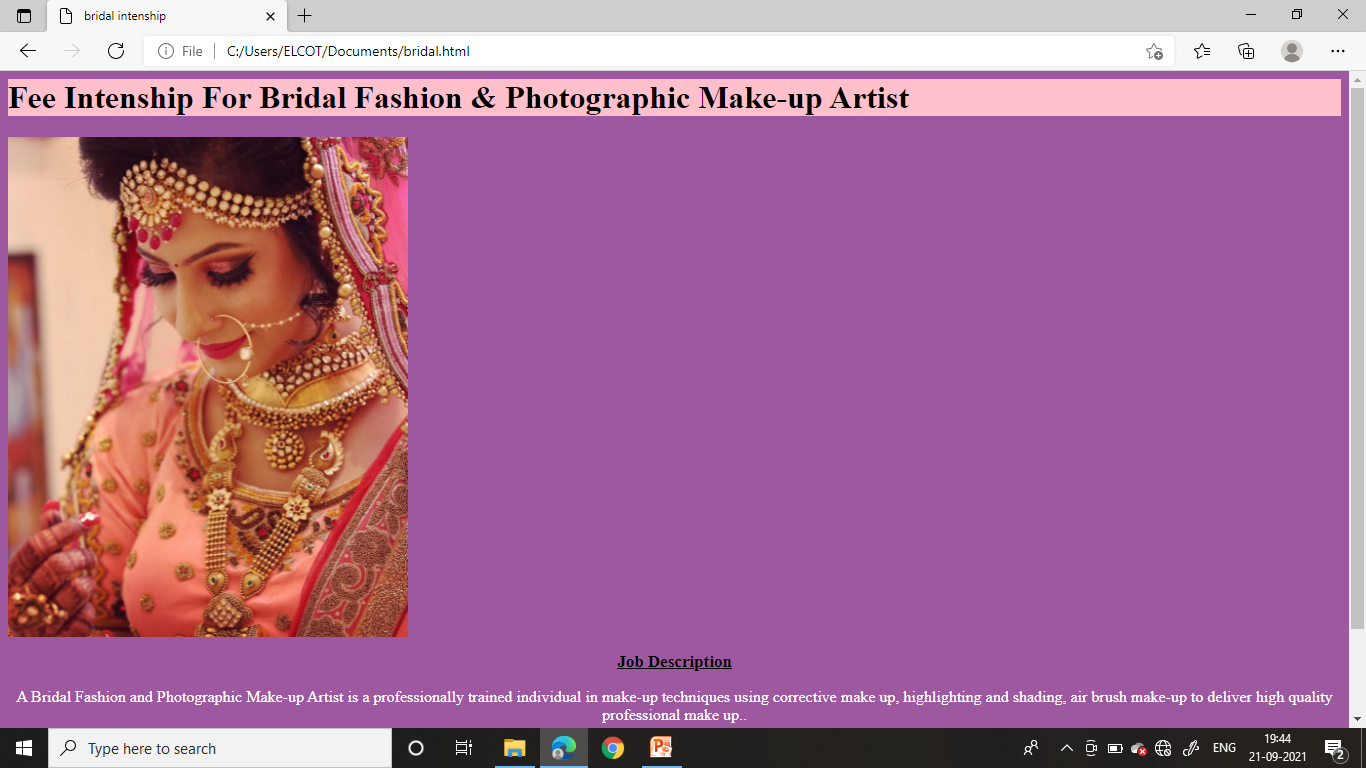 bridal intenship
File
C:/Users/ELCOT/Documents/bridal.html
Fee Intenship For Bridal Fashion & Photographic Make-up Artist
Job Description
A Bridal Fashion and Photographic Make-up Artist is a professionally trained individual in make-up techniques using corrective make up, highlighting and shading, air brush make-up to deliver high quality
professional make up..
Type here to search
ENG
19:44
21-09-2021
2